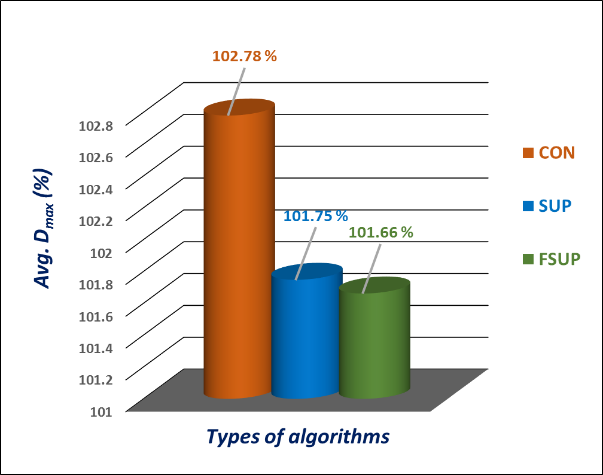 102.78 %
102.8
102.6
102.4
102.2
102
101.8
101.6
101.4
101.2
101
Avg. Dmax (%)
101.75 %
101.66 %
CON
SUP
FSUP
Types of algorithms